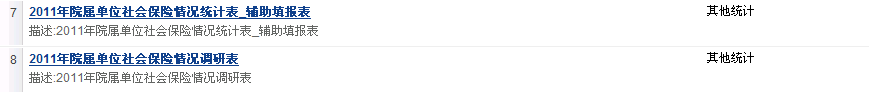 7 2011年院属单位社会保险情况统计表_辅助填报表 其他统计
描述:2011年院属单位社会保险情况统计表_辅助填报表
8 2011年院属单位社会保险情况调研表 其他统计
描述:2011年院属单位社会保险情况调研表